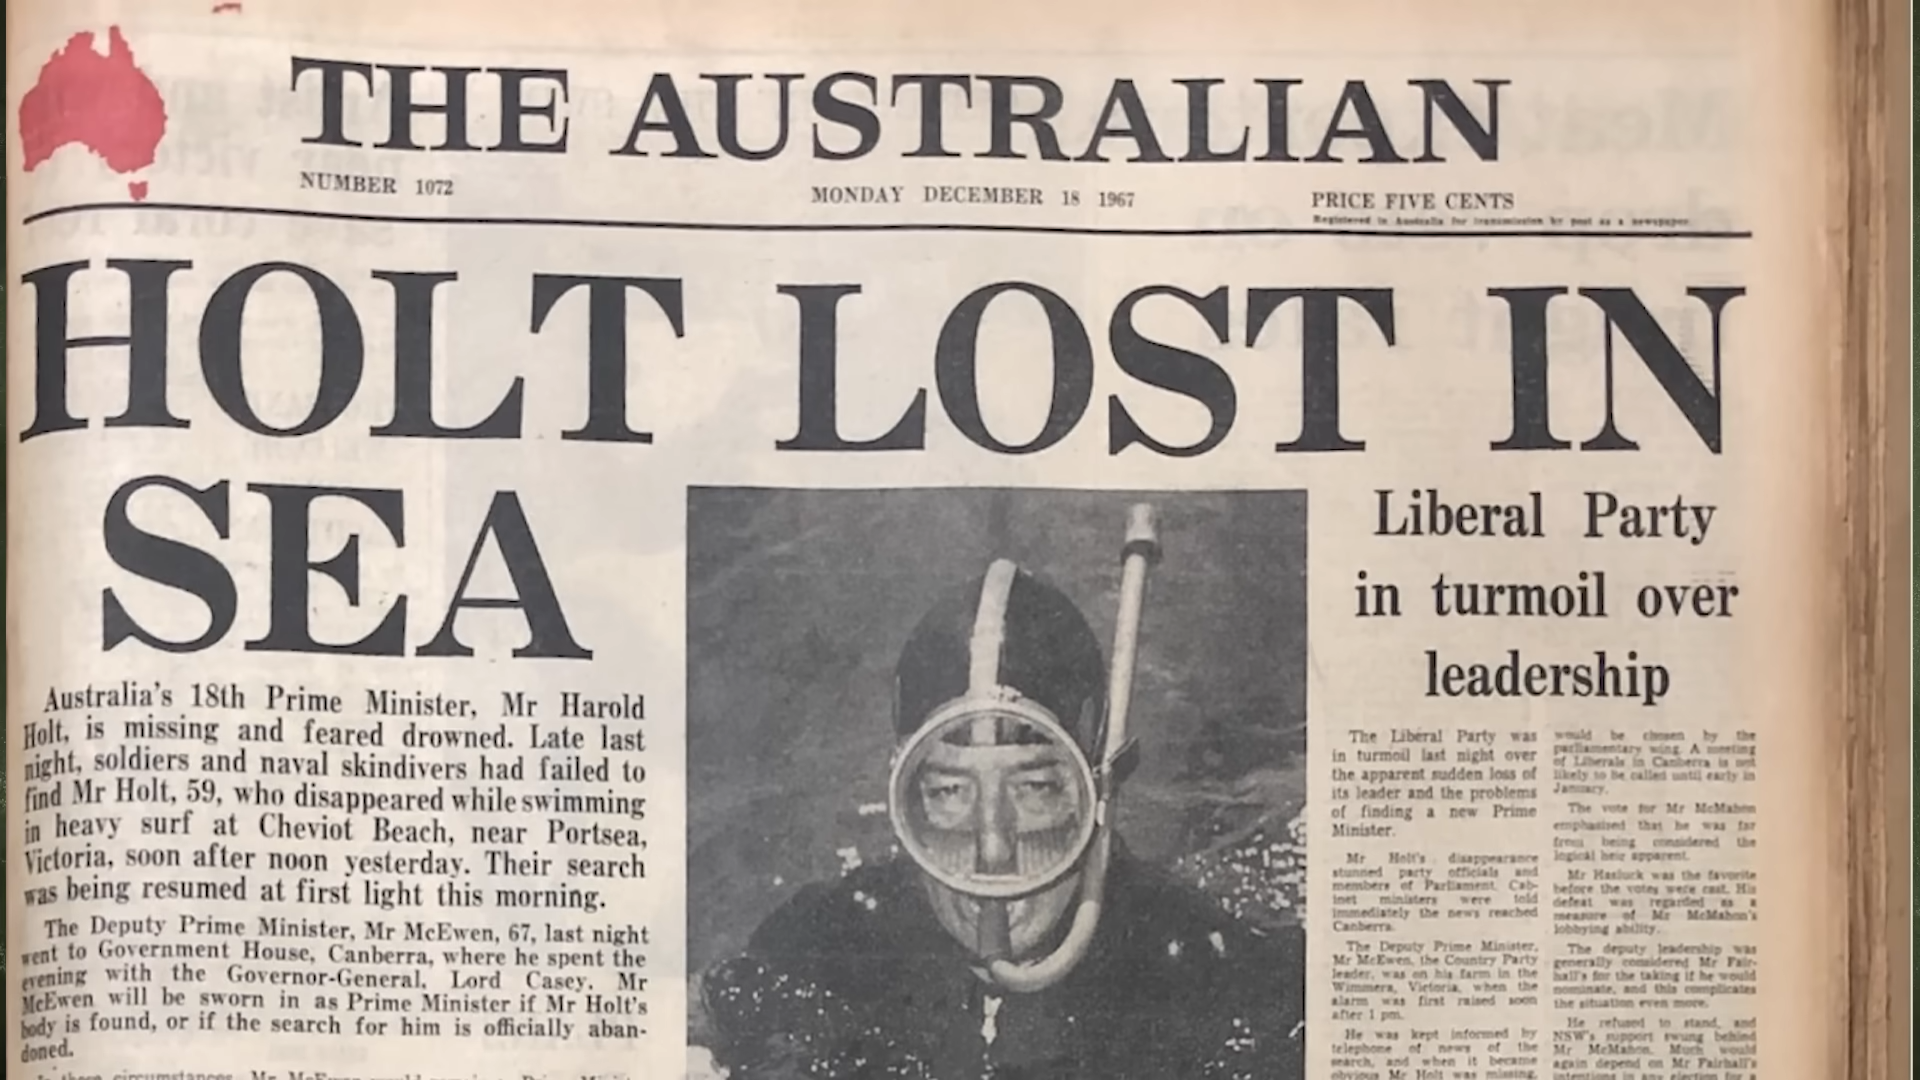 THE AUSTRALIAN
NUMBER 1072
MONDAY DECEMBER 18 1967
PRICE FIVE CENTS
Registered in Australia for transmission by post as a newspaper.
HOLT LOST IN
SEA
Australia's 18th Prime Minister, Mr Harold
Holt, is missing and feared drowned. Late last
night, soldiers and naval skindivers had failed to
find Mr Holt, 59, who disappeared while swimming
in heavy surf at Cheviot Beach, near Portsea,
Victoria, soon after noon yesterday. Their search
was being resumed at first light this morning.
The Deputy Prime Minister, Mr McEwen, 67, last night
went to Government House, Canberra, where he spent the
evening with the Governor-General, Lord Casey. Mr
McEwen will be sworn in as Prime Minister if Mr Holt's
body is found, or if the search for him is officially aban-
doned.
Liberal Party
in turmoil over
leadership
The Liberal Party was
in turmoil last night over
the apparent sudden loss of
its leader and the problems
of finding a new Prime
Minister.
Mr Holt's disappearance
stunned party officials and
members of Parliament. Cab-
inet ministers were told
immediately the news reached
Canberra.
The Deputy Prime Minister,
Mr McEwen, the Country Party
leader, was on his farm in the
Wimmera, Victoria, when the
alarm was first raised soon
after 1 pm.
He was kept informed by
telephone of news of the
search, and when it became
obvious Mr Holt was missing,
would be chosen by the
parliamentary wing. A meeting
of Liberals in Canberra is not
likely to be called until early in
January.
The vote for Mr McMahon
emphasised that he was far
from being considered the
logical heir apparent.
Mr Hasluck was the favorite
before the votes were cast. His
defeat was regarded as a
measure of Mr McMahon's
lobbying ability.
The deputy leadership was
generally considered Mr Fair-
hall's for the taking if he would
nominate, and this complicates
the situation even more.
He refused to stand, and
NSW's support swung behind
Mr McMahon. Much would
again depend on Mr Fairhall's
intentions in any election for a